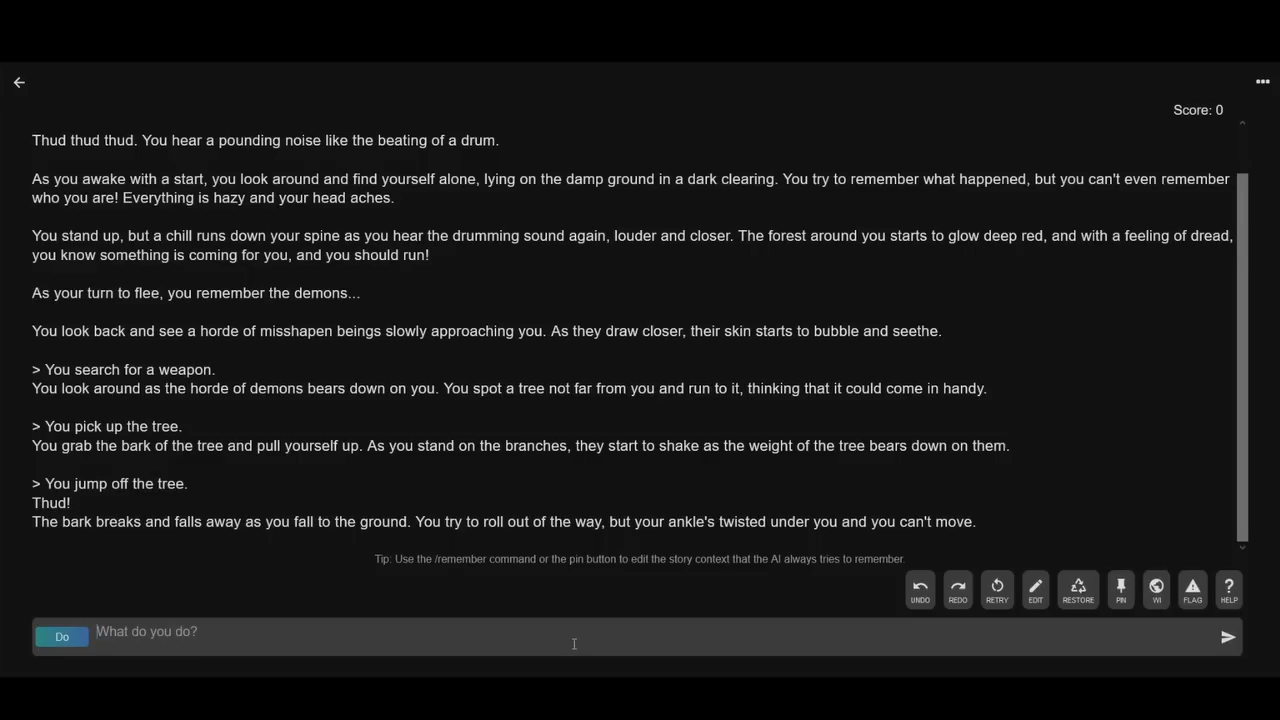 Score: 0
Thud thud thud. You hear a pounding noise like the beating of a drum.
As you awake with a start, you look around and find yourself alone, lying on the damp ground in a dark clearing. You try to remember what happened, but you can't even remember
who you are! Everything is hazy and your head aches.
You stand up, but a chill runs down your spine as you hear the drumming sound again, louder and closer. The forest around you starts to glow deep red, and with a feeling of dread,
you know something is coming for you, and you should run!
As your turn to flee, you remember the demons...
You look back and see a horde of misshapen beings slowly approaching you. As they draw closer, their skin starts to bubble and seethe.
> You search for a weapon.
You look around as the horde of demons bears down on you. You spot a tree not far from you and run to it, thinking that it could come in handy.
> You pick up the tree.
You grab the bark of the tree and pull yourself up. As you stand on the branches, they start to shake as the weight of the tree bears down on them.
> You jump off the tree.
Thud!
The bark breaks and falls away as you fall to the ground. You try to roll out of the way, but your ankle's twisted under you and you can't move.
Tip: Use the /remember command or the pin button to edit the story context that the AI always tries to remember.
UNDO REDO RETRY EDIT RESTORE PIN WI FLAG HELP
Do What do you do?